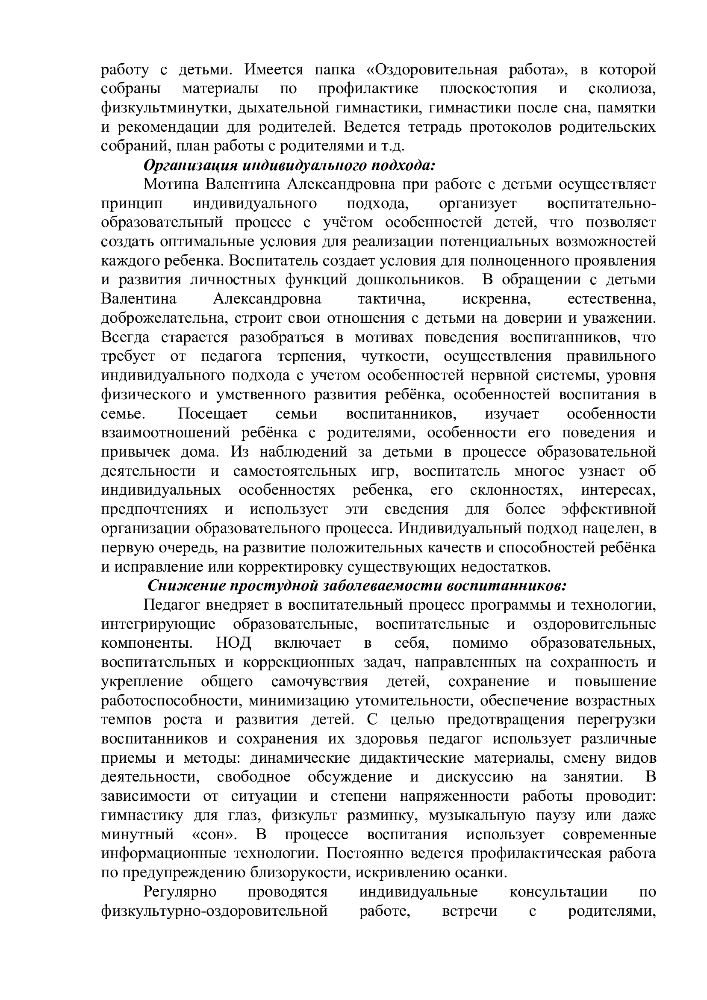 работу с детьми. Имеется папка «Оздоровительная работа», в которой
собраны материалы по профилактике плоскостопия и сколиоза,
физкультминутки, дыхательной гимнастики, гимнастики после сна, памятки
и рекомендации для родителей. Ведется тетрадь протоколов родительских
собраний, план работы с родителями и т.д.
Организация индивидуального подхода:
Мотина Валентина Александровна при работе с детьми осуществляет
принцип индивидуального подхода, организует воспитательно-
образовательный процесс с учётом особенностей детей, что позволяет
создать оптимальные условия для реализации потенциальных возможностей
каждого ребенка. Воспитатель создает условия для полноценного проявления
и развития личностных функций дошкольников. В обращении с детьми
Валентина Александровна тактична, искренна, естественна,
доброжелательна, строит свои отношения с детьми на доверии и уважении.
Всегда старается разобраться в мотивах поведения воспитанников, что
требует от педагога терпения, чуткости, осуществления правильного
индивидуального подхода с учетом особенностей нервной системы, уровня
физического и умственного развития ребёнка, особенностей воспитания в
семье. Посещает семьи воспитанников, изучает особенности
взаимоотношений ребёнка с родителями, особенности его поведения и
привычек дома. Из наблюдений за детьми в процессе образовательной
деятельности и самостоятельных игр, воспитатель многое узнает об
индивидуальных особенностях ребенка, его склонностях, интересах,
предпочтениях и использует эти сведения для более эффективной
организации образовательного процесса. Индивидуальный подход нацелен, в
первую очередь, на развитие положительных качеств и способностей ребёнка
и исправление или корректировку существующих недостатков.
Снижение простудной заболеваемости воспитанников:
Педагог внедряет в воспитательный процесс программы и технологии,
интегрирующие образовательные, воспитательные и оздоровительные
компоненты. НОД включает в себя, помимо образовательных,
воспитательных и коррекционных задач, направленных на сохранность и
укрепление общего самочувствия детей, сохранение и повышение
работоспособности, минимизацию утомительности, обеспечение возрастных
темпов роста и развития детей. С целью предотвращения перегрузки
воспитанников и сохранения их здоровья педагог использует различные
приемы и методы: динамические дидактические материалы, смену видов
деятельности, свободное обсуждение и дискуссию на занятии. В
зависимости от ситуации и степени напряженности работы проводит:
гимнастику для глаз, физкульт разминку, музыкальную паузу или даже
минутный «сон». В процессе воспитания использует современные
информационные технологии. Постоянно ведется профилактическая работа
по предупреждению близорукости, искривлению осанки.
Регулярно проводятся индивидуальные консультации по
физкультурно-оздоровительной работе, встречи с родителями,